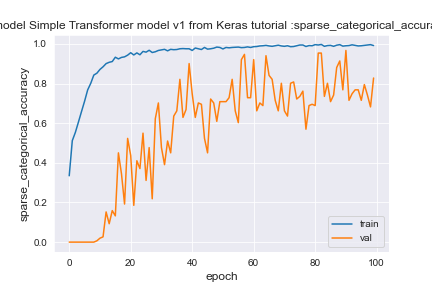 model Simple Transformer model v1 from Keras tutorial :sparse_categorical_accura
sparse_categorical_accuracy
1.0
0.8
0.6
0.4
0.2
0.0
0 20 40 60 80 100
epoch
train
val